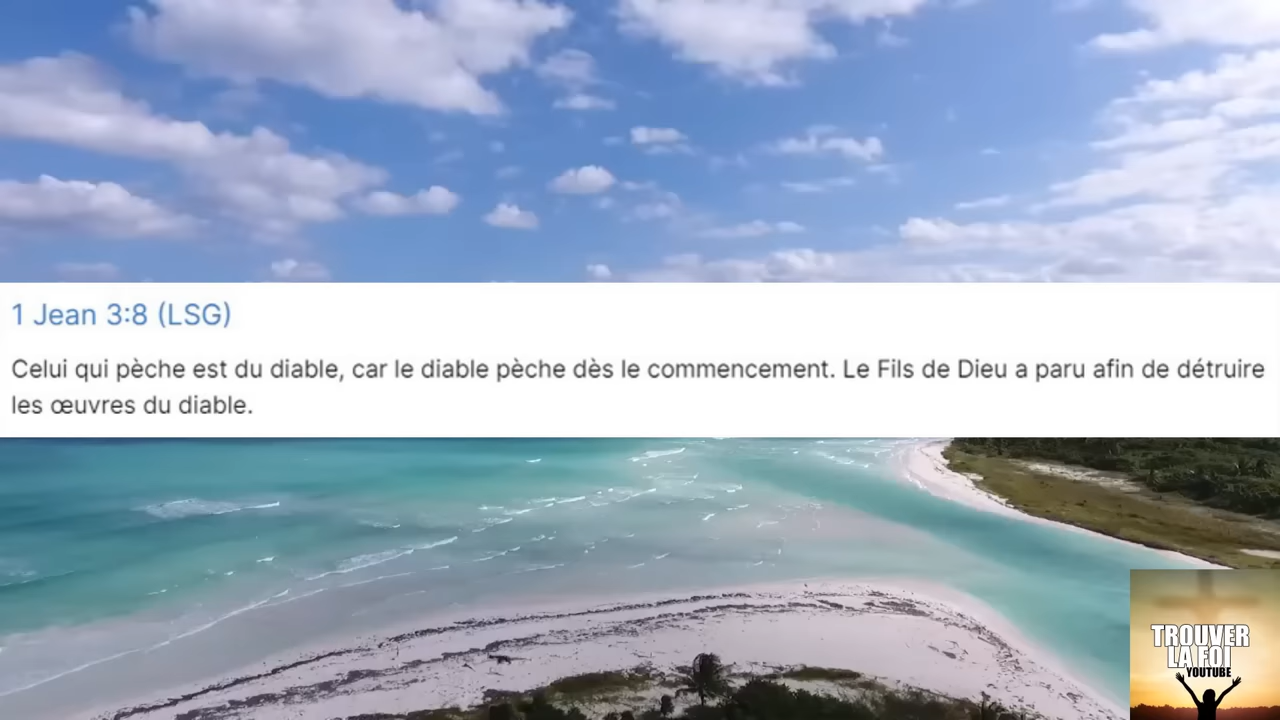 1 Jean 3:8 (LSG)
Celui qui pèche est du diable, car le diable pèche dès le commencement. Le Fils de Dieu a paru afin de détruire
les œuvres du diable.
TROUVER
LA FOI
YOUTUBE